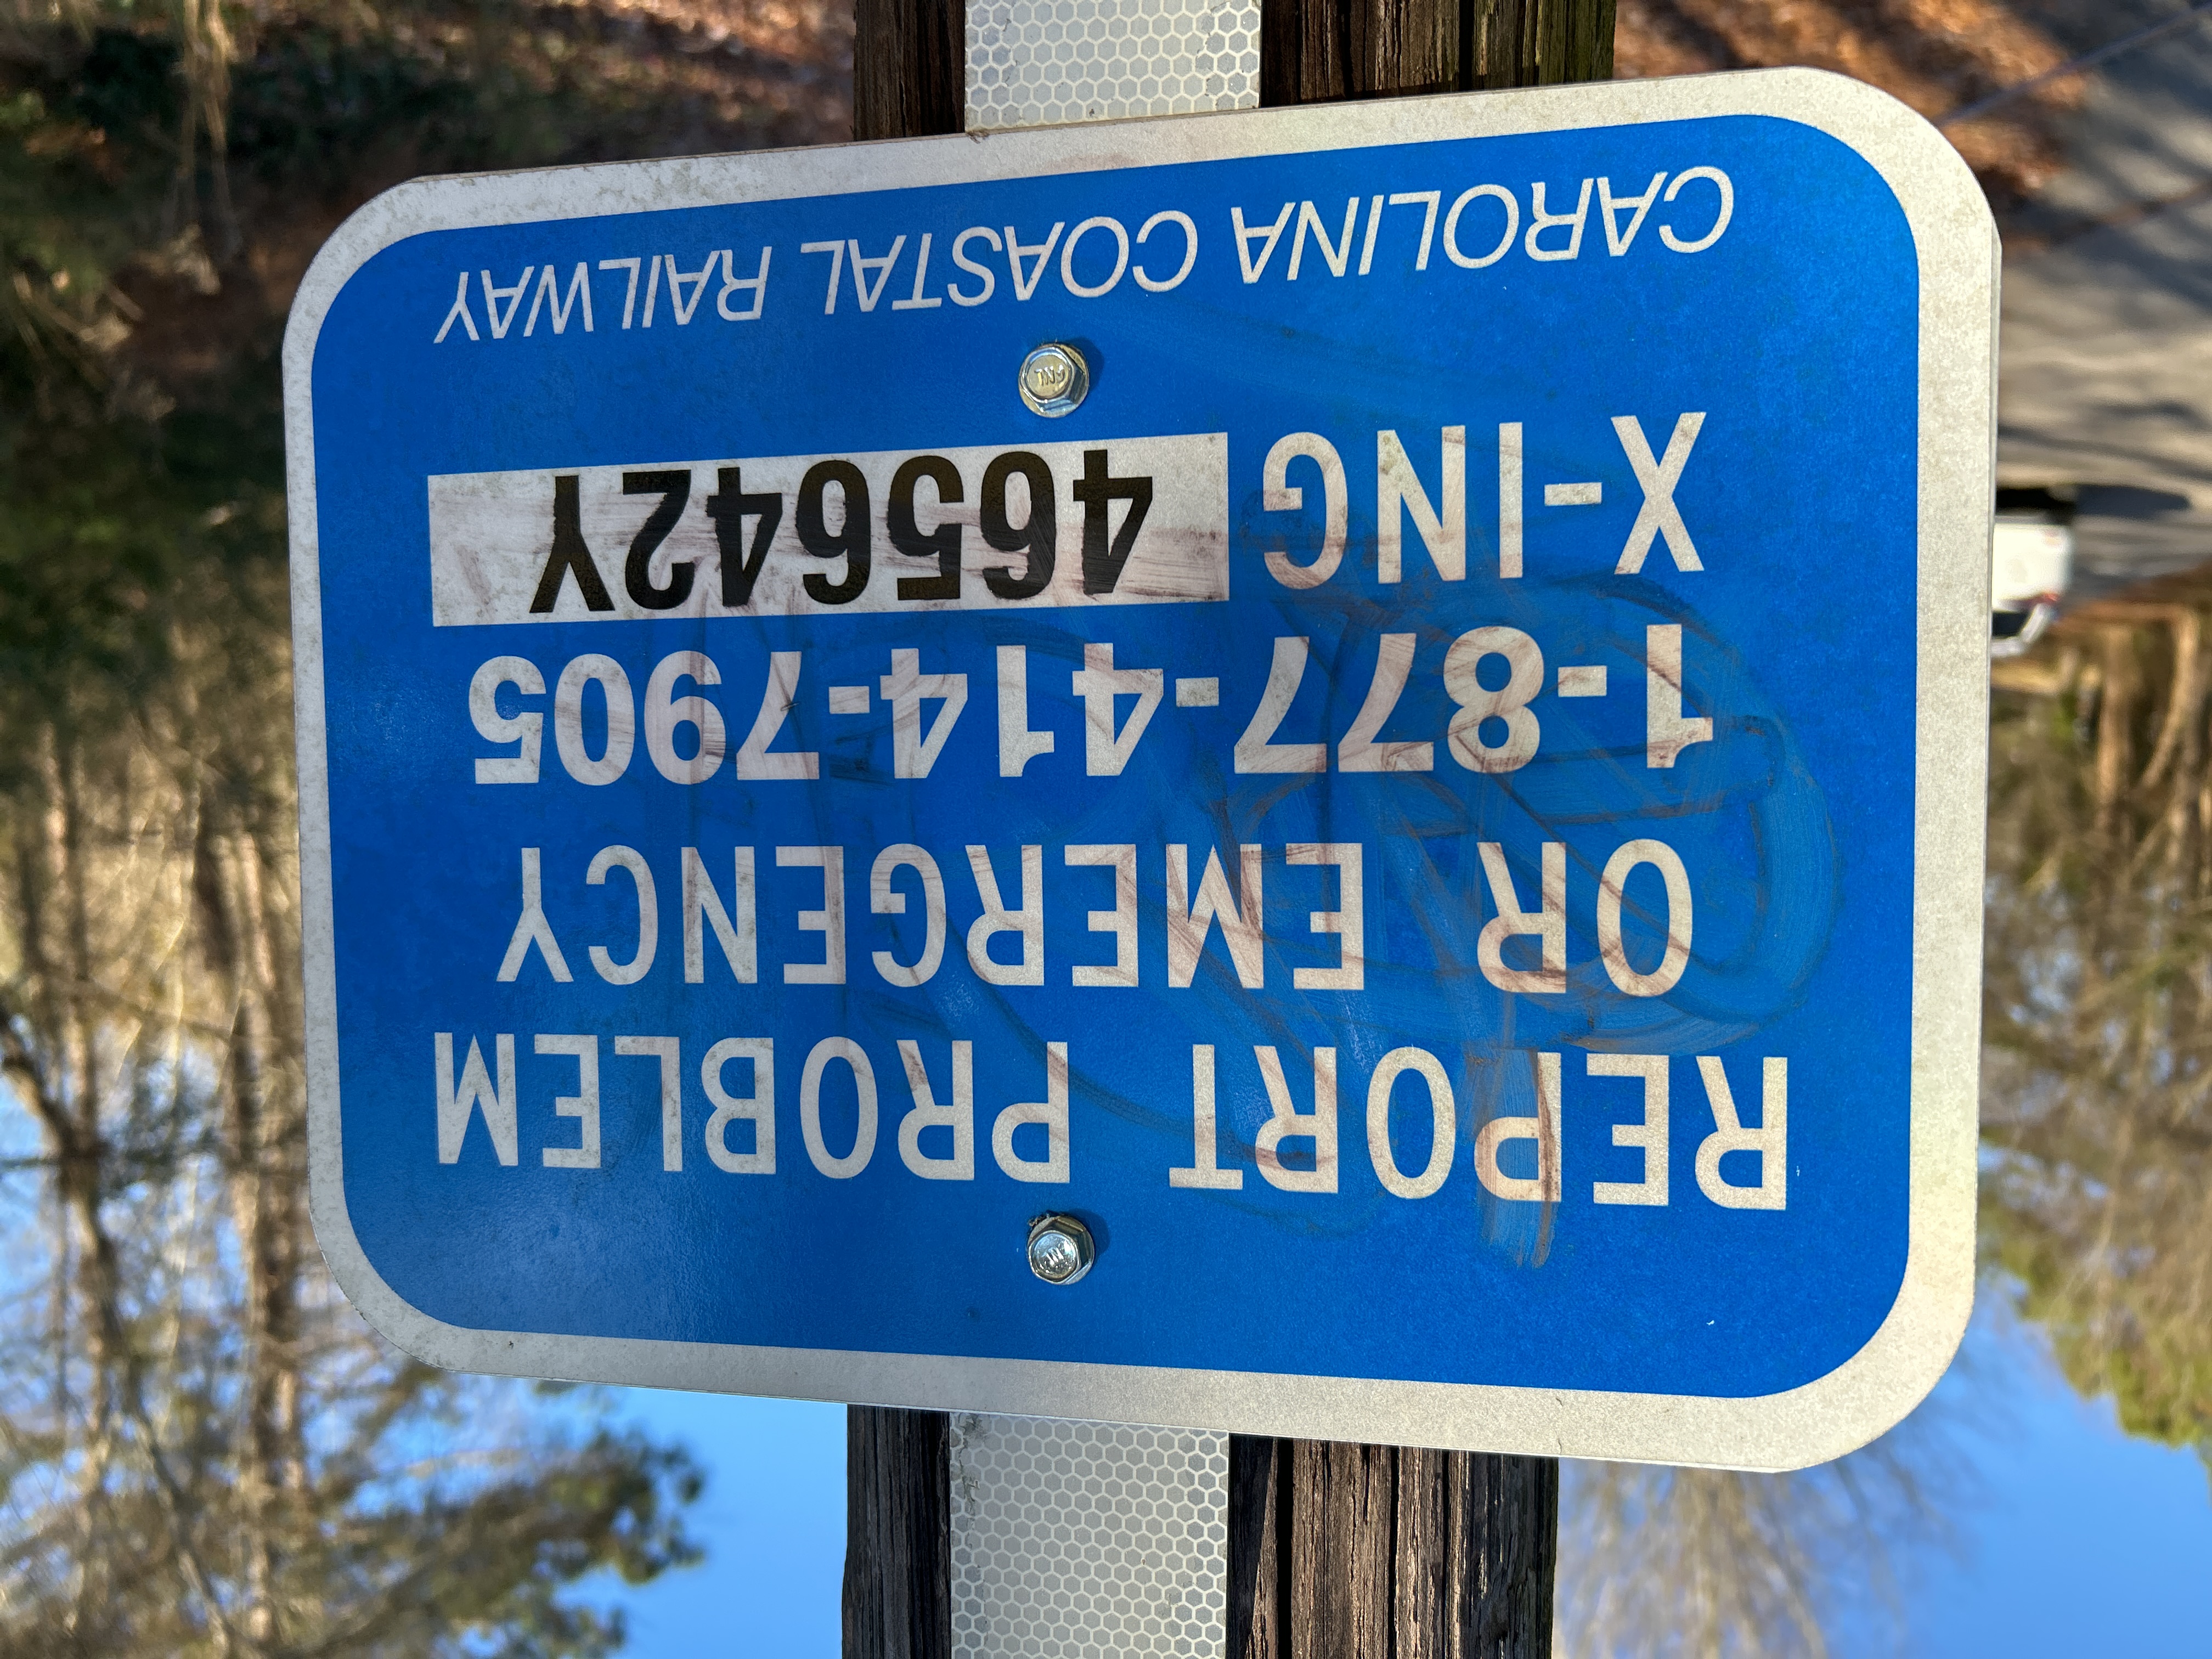 REPORT PROBLEM
OR EMERGENCY
1-877-414-7905
X-ING 465642Y
CAROLINA COASTAL RAILWAY